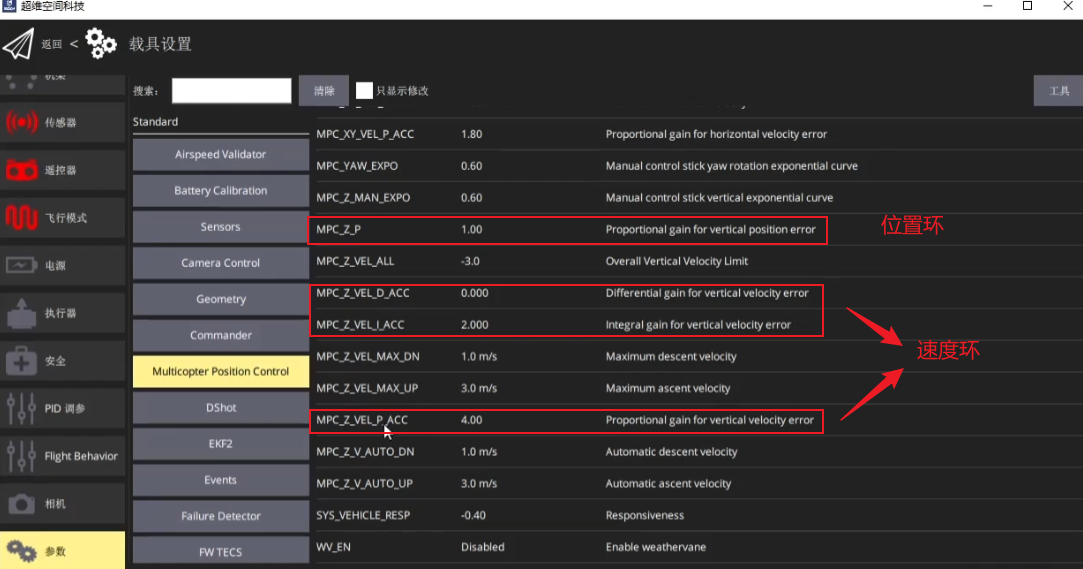 超维空间科技
返回 < 载具设置
搜索： 清除 只显示修改 工具
传感器
遥控器
飞行模式
电源
执行器
安全
PID 调参
Flight Behavior
相机
参数
Standard
Airspeed Validator
Battery Calibration
Sensors
Camera Control
Geometry
Commander
Multicopter Position Control
DShot
EKF2
Events
Failure Detector
FW TECS
MPC_XY_VEL_P_ACC 1.80 Proportional gain for horizontal velocity error
MPC_YAW_EXPO 0.60 Manual control stick yaw rotation exponential curve
MPC_Z_MAN_EXPO 0.60 Manual control stick vertical exponential curve
MPC_Z_P 1.00 Proportional gain for vertical position error
MPC_Z_VEL_ALL -3.0 Overall Vertical Velocity Limit
MPC_Z_VEL_D_ACC 0.000 Differential gain for vertical velocity error
MPC_Z_VEL_I_ACC 2.000 Integral gain for vertical velocity error
MPC_Z_VEL_MAX_DN 1.0 m/s Maximum descent velocity
MPC_Z_VEL_MAX_UP 3.0 m/s Maximum ascent velocity
MPC_Z_VEL_P_ACC 4.00 Proportional gain for vertical velocity error
MPC_Z_V_AUTO_DN 1.0 m/s Automatic descent velocity
MPC_Z_V_AUTO_UP 3.0 m/s Automatic ascent velocity
SYS_VEHICLE_RESP -0.40 Responsiveness
WV_EN Disabled Enable weathervane
位置环
速度环